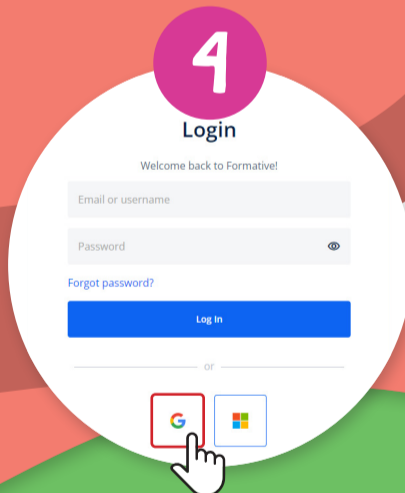 4
Login
Welcome back to Formative!
Email or username
Password
Forgot password?
Log In
or
G